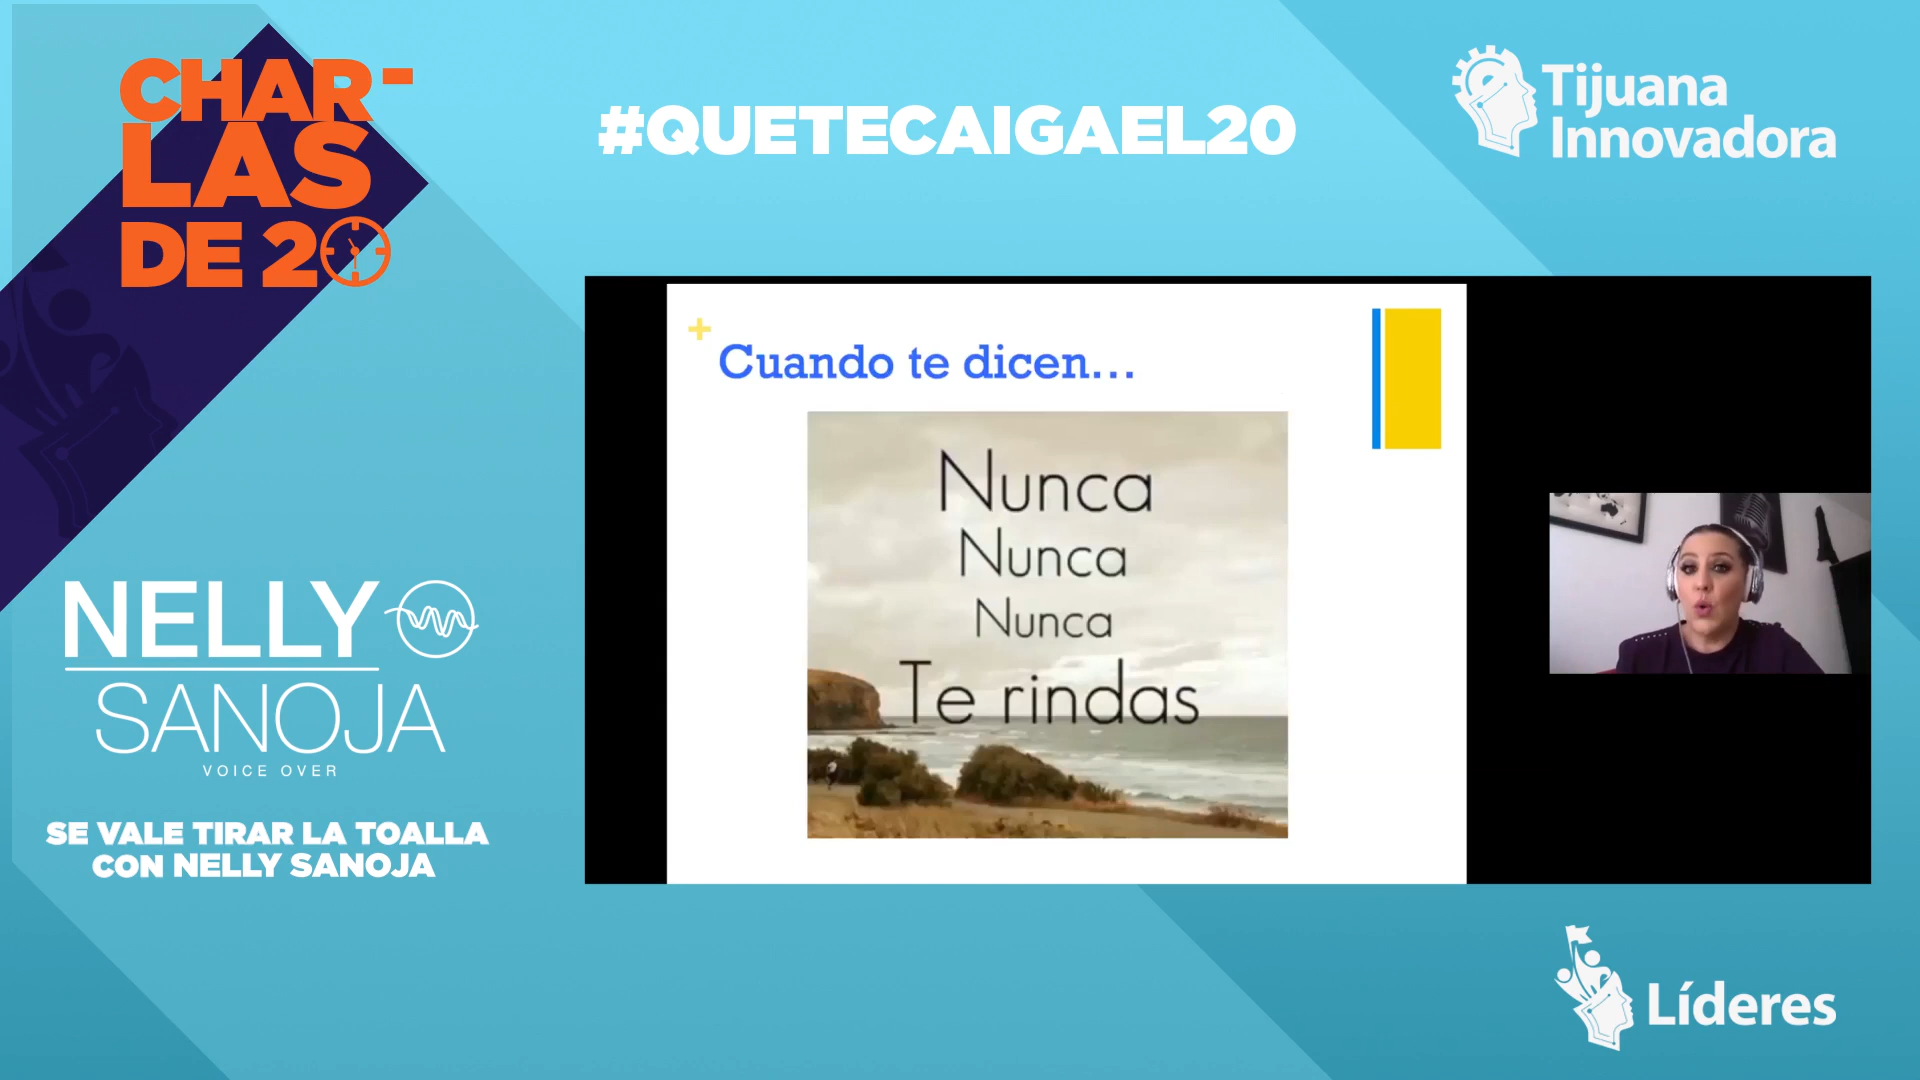 CHAR-
LAS
DE 20
#QUETECAIGAEL20
Tijuana
Innovadora
+
Cuando te dicen...
Nunca
Nunca
Nunca
Te rindas
NELLY
SANOJA
VOICE OVER
SE VALE TIRAR LA TOALLA
CON NELLY SANOJA
Líderes